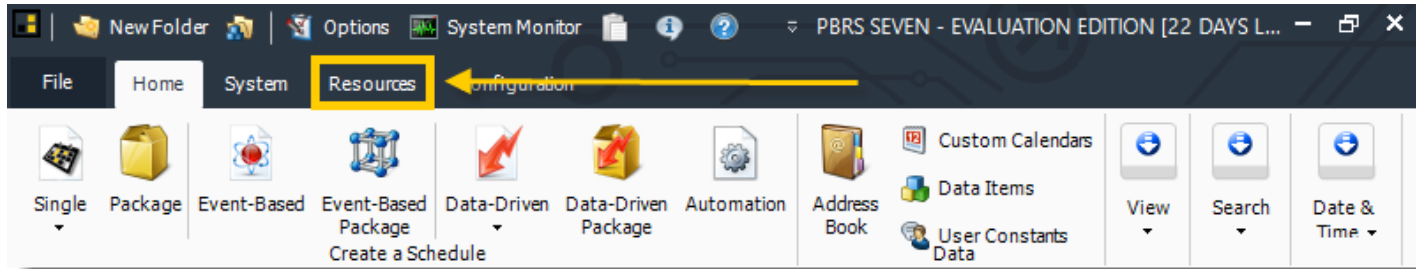 New Folder Options System Monitor PBRS SEVEN - EVALUATION EDITION [22 DAYS L...
File Home System Resources Configuration
Single Package Event-Based Event-Based Package Data-Driven Data-Driven Package Automation
Create a Schedule
Address Book
Custom Calendars
Data Items
User Constants
Data
View Search Date & Time